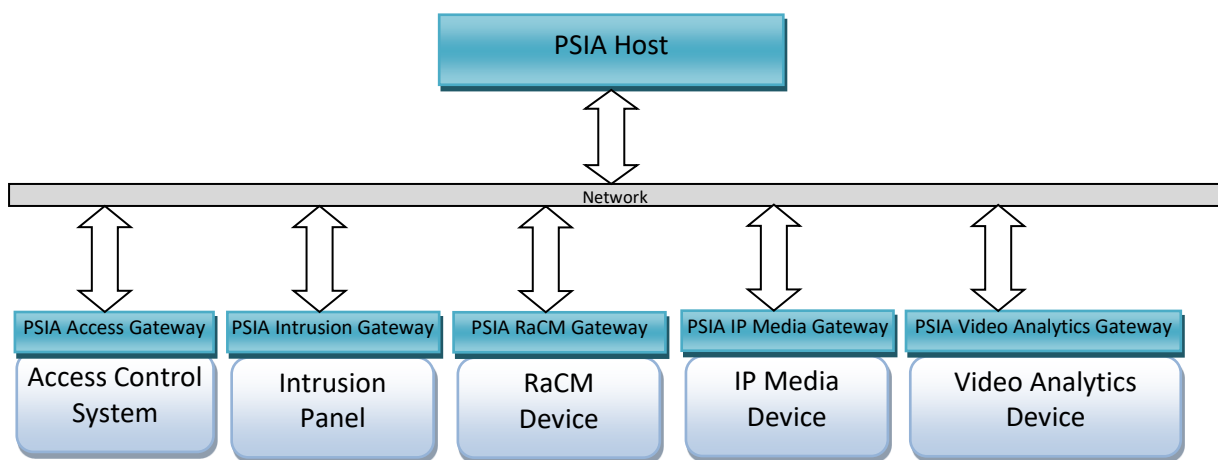 PSIA Host
Network
PSIA Access Gateway
PSIA Intrusion Gateway
PSIA RaCM Gateway
PSIA IP Media Gateway
PSIA Video Analytics Gateway
Access Control
System
Intrusion
Panel
RaCM
Device
IP Media
Device
Video Analytics
Device